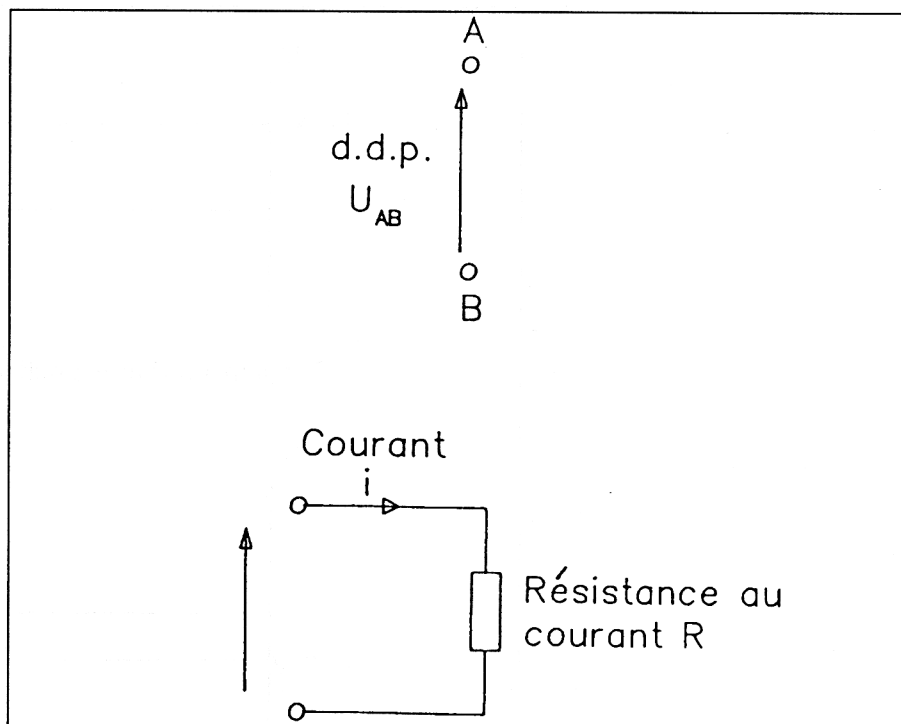 A
d.d.p.
U_AB
B
Courant
i
Résistance au
courant R